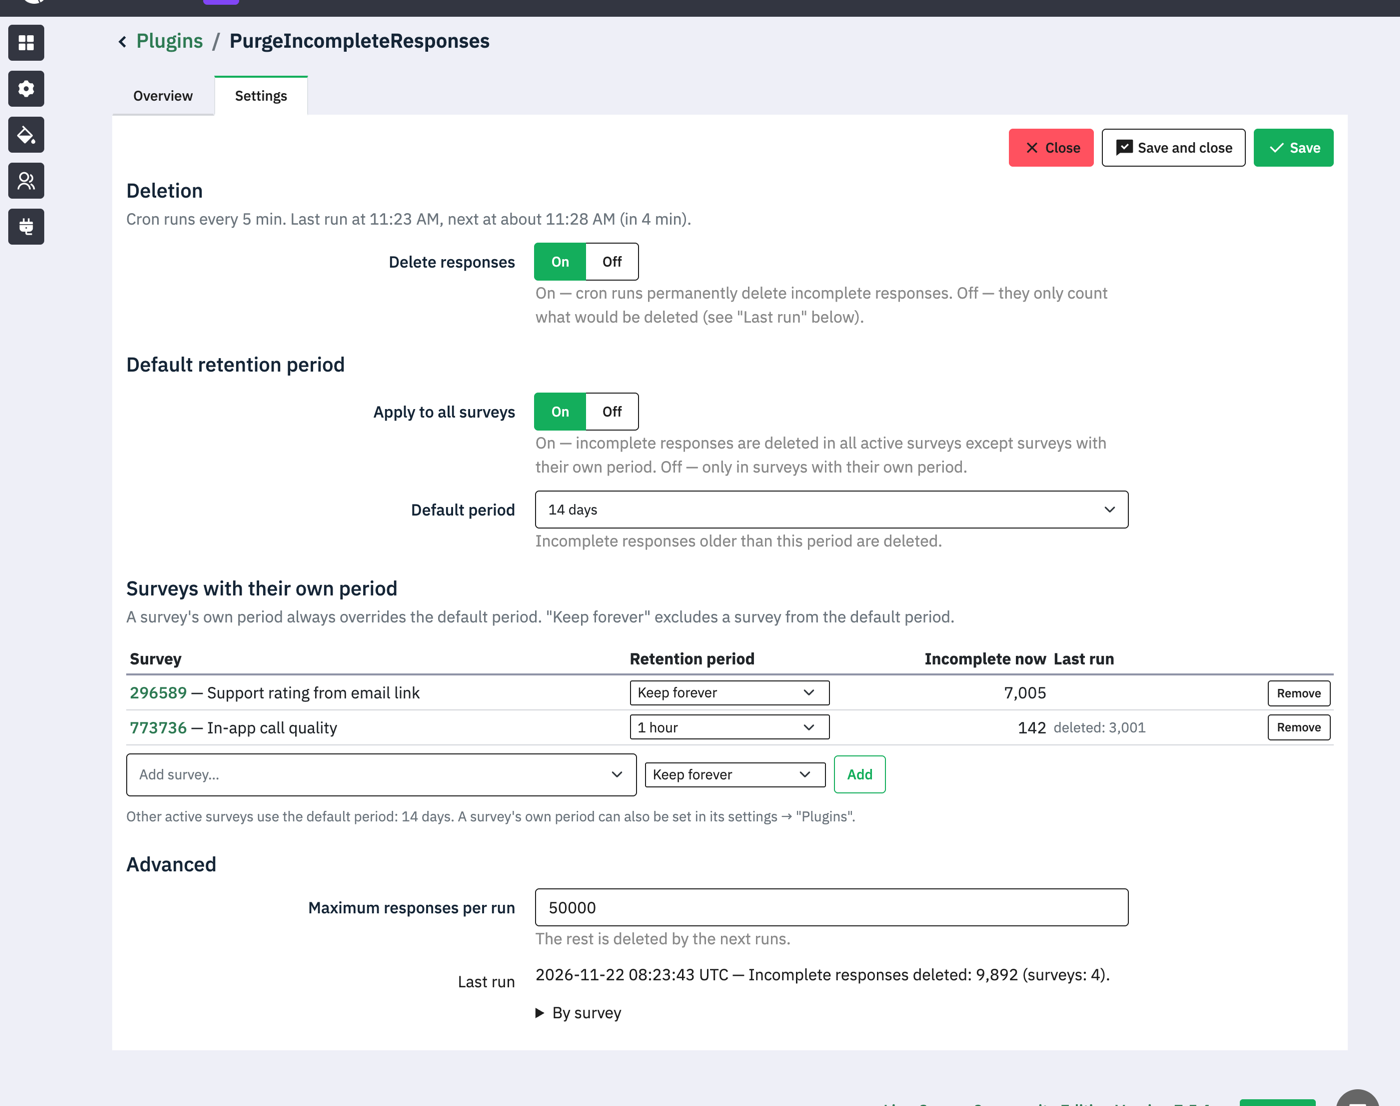 Plugins / PurgeIncompleteResponses
Overview
Settings
Close
Save and close
Save
Deletion
Cron runs every 5 min. Last run at 11:23 AM, next at about 11:28 AM (in 4 min).
Delete responses
On
Off
On — cron runs permanently delete incomplete responses. Off — they only count
what would be deleted (see "Last run" below).
Default retention period
Apply to all surveys
On
Off
On — incomplete responses are deleted in all active surveys except surveys with
their own period. Off — only in surveys with their own period.
Default period
14 days
Incomplete responses older than this period are deleted.
Surveys with their own period
A survey's own period always overrides the default period. "Keep forever" excludes a survey from the default period.
Survey Retention period Incomplete now Last run
296589 — Support rating from email link Keep forever 7,005 Remove
773736 — In-app call quality 1 hour 142 deleted: 3,001 Remove
Add survey... Keep forever Add
Other active surveys use the default period: 14 days. A survey's own period can also be set in its settings → "Plugins".
Advanced
Maximum responses per run
50000
The rest is deleted by the next runs.
Last run
2026-11-22 08:23:43 UTC — Incomplete responses deleted: 9,892 (surveys: 4).
By survey